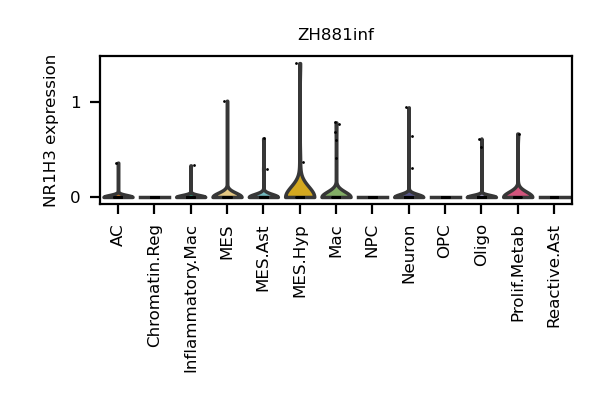 ZH881inf
NR1H3 expression
1
0
AC
Chromatin.Reg
Inflammatory.Mac
MES
MES.Ast
MES.Hyp
Mac
NPC
Neuron
OPC
Oligo
Prolif.Metab
Reactive.Ast